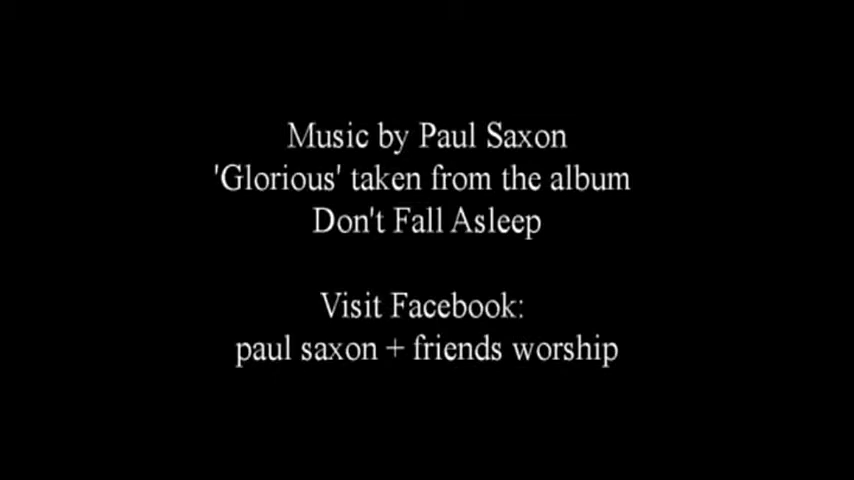 Music by Paul Saxon
'Glorious' taken from the album
Don't Fall Asleep
Visit Facebook:
paul saxon + friends worship